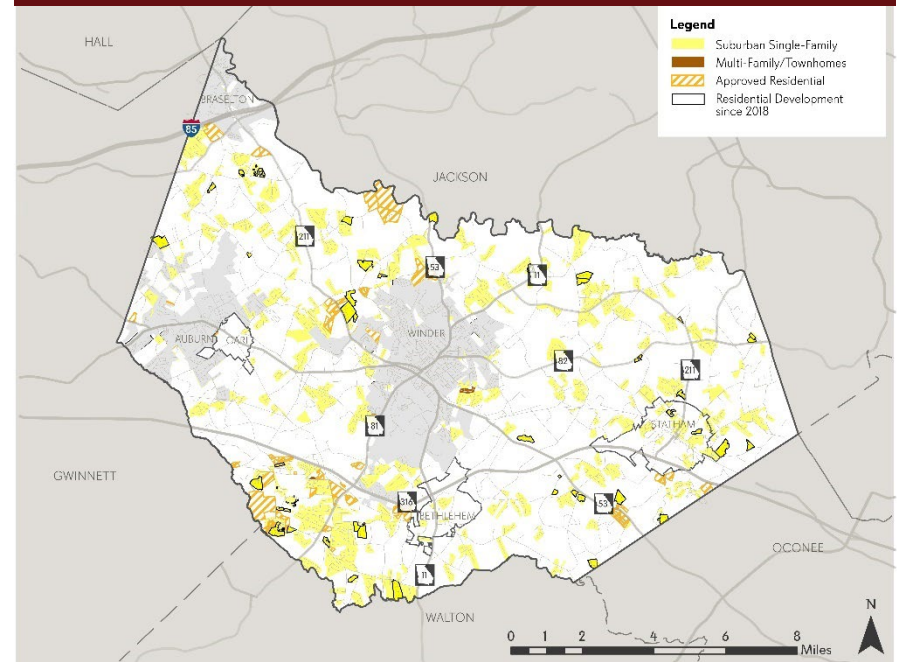 Legend
Suburban Single-Family
Multi-Family/Townhomes
Approved Residential
Residential Development
since 2018
HALL
BRASELTON
85
JACKSON
211
53
11
AUBURN
CARL
WINDER
82
211
81
STATHAM
GWINNETT
316
BETHLEHEM
53
OCONEE
11
WALTON
N
0 1 2 4 6 8
Miles